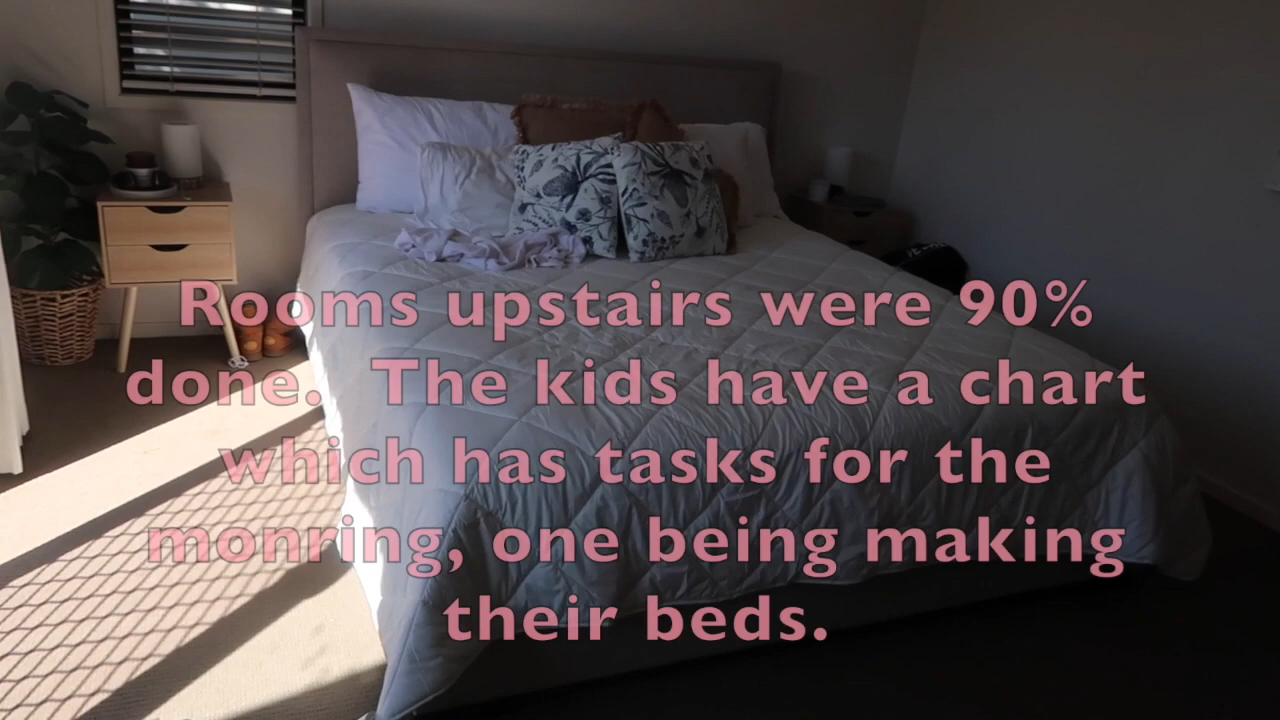 Rooms upstairs were 90%
done.  The kids have a chart
which has tasks for the
monring, one being making
their beds.